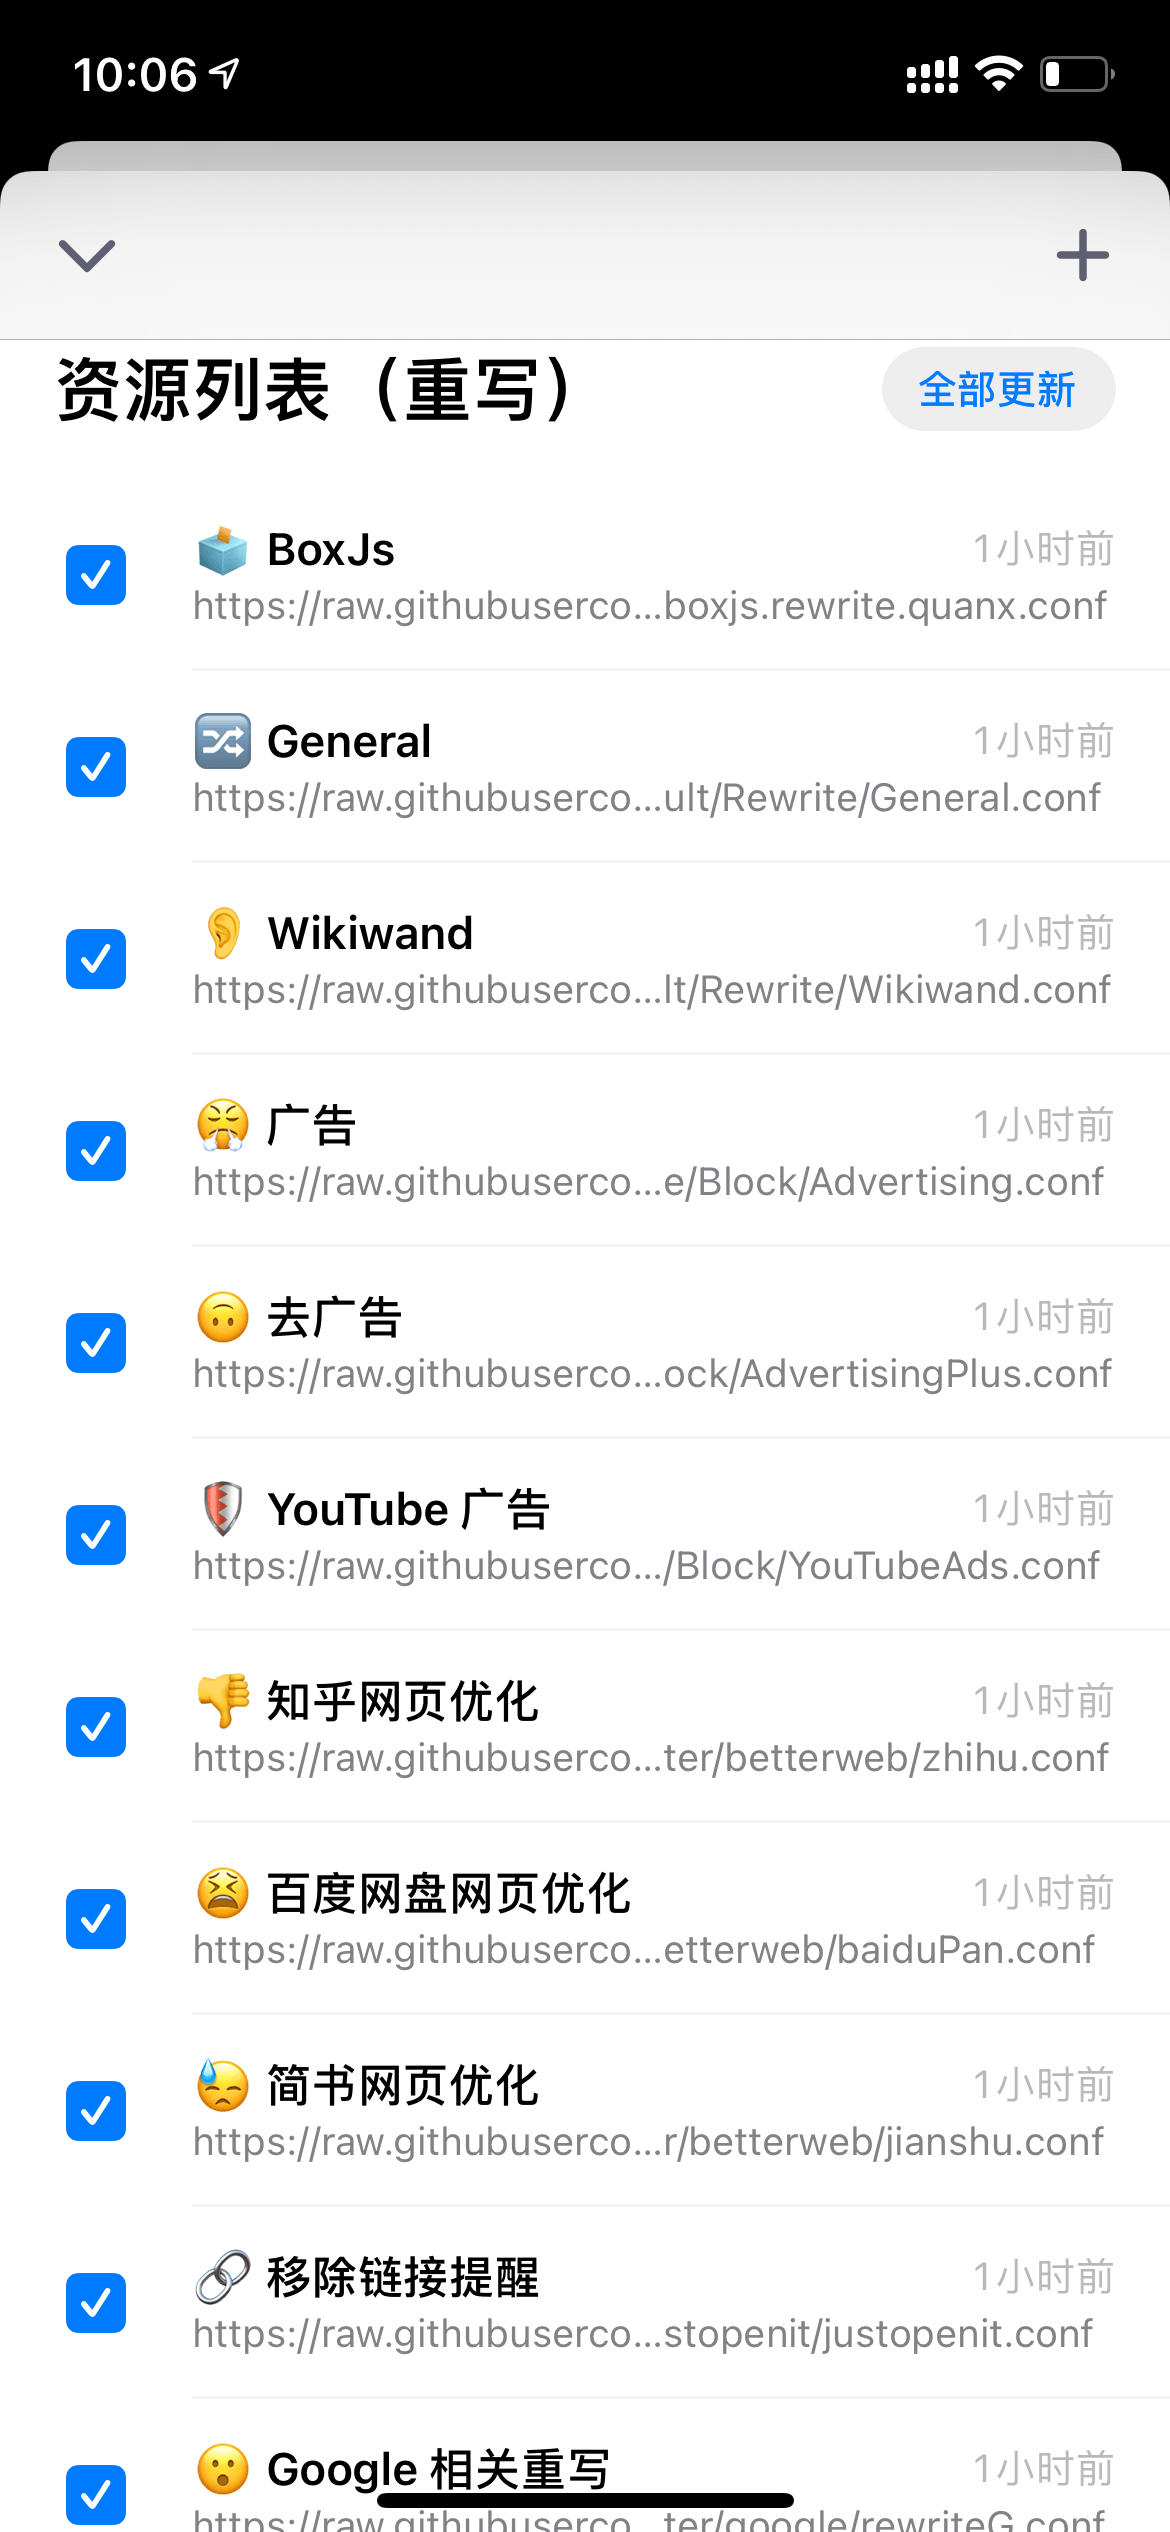 10:06
资源列表（重写）
全部更新
BoxJs
1小时前
https://raw.githubuserco...boxjs.rewrite.quanx.conf
General
1小时前
https://raw.githubuserco...ult/Rewrite/General.conf
Wikiwand
1小时前
https://raw.githubuserco...lt/Rewrite/Wikiwand.conf
广告
1小时前
https://raw.githubuserco...e/Block/Advertising.conf
去广告
1小时前
https://raw.githubuserco...ock/AdvertisingPlus.conf
YouTube 广告
1小时前
https://raw.githubuserco.../Block/YouTubeAds.conf
知乎网页优化
1小时前
https://raw.githubuserco...ter/betterweb/zhihu.conf
百度网盘网页优化
1小时前
https://raw.githubuserco...etterweb/baiduPan.conf
简书网页优化
1小时前
https://raw.githubuserco...r/betterweb/jianshu.conf
移除链接提醒
1小时前
https://raw.githubuserco...stopenit/justopenit.conf
Google 相关重写
1小时前
https://raw.githubuserco...ter/google/rewriteG.conf